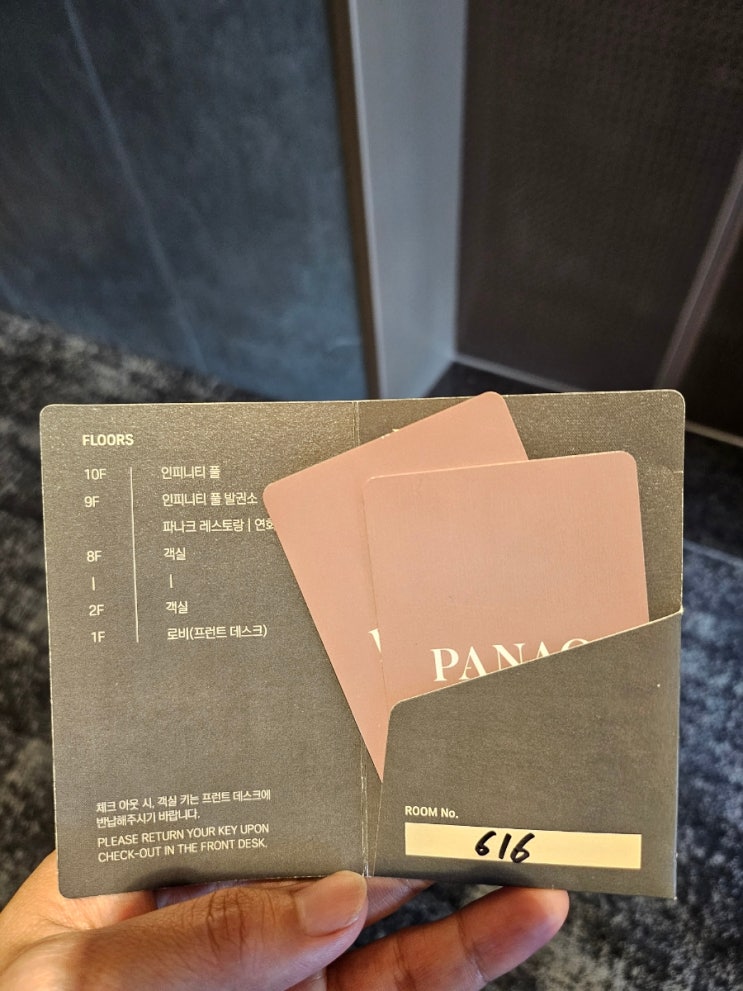 FLOORS
10F 인피니티 풀
9F 인피니티 풀 발권소
파나크 레스토랑 |
8F 객실
| |
2F 객실
1F 로비(프런트 데스크)
체크 아웃 시, 객실 키는 프런트 데스크에
반납해주시기 바랍니다.
PLEASE RETURN YOUR KEY UPON
CHECK-OUT IN THE FRONT DESK.
PANAC
ROOM No.
616